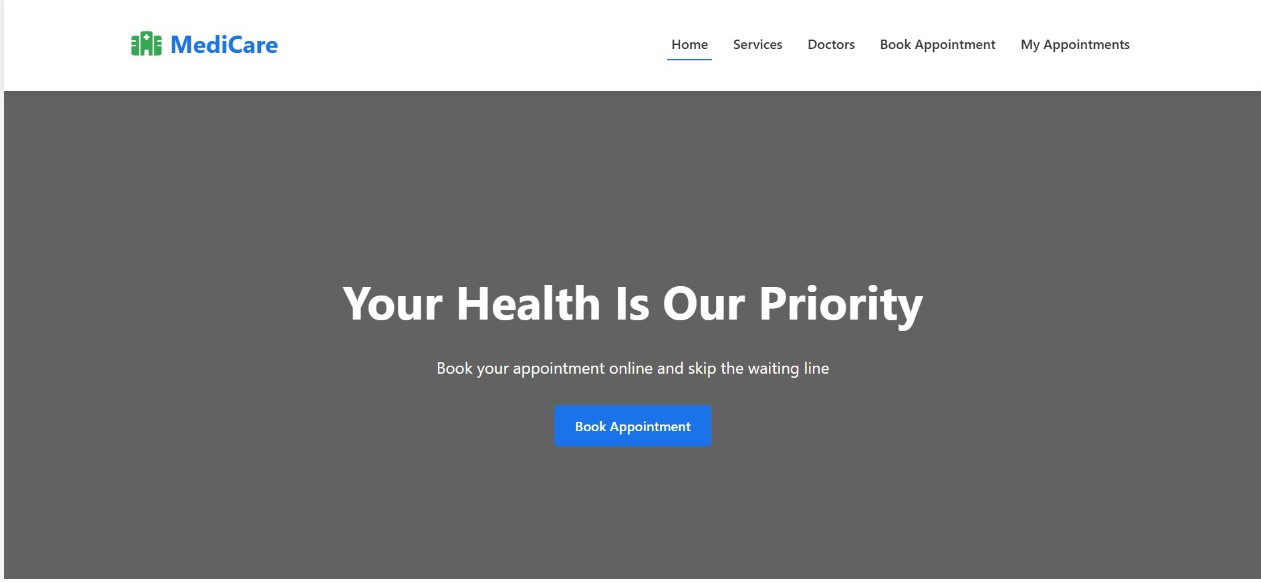 MediCare
Home Services Doctors Book Appointment My Appointments
Your Health Is Our Priority
Book your appointment online and skip the waiting line
Book Appointment